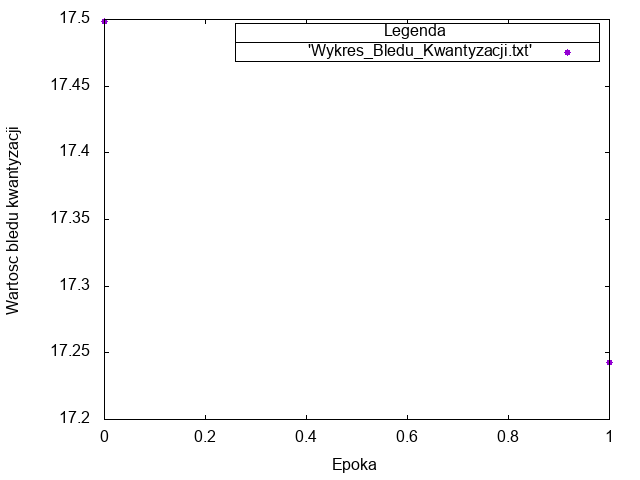 17.5
17.45
17.4
17.35
17.3
17.25
17.2
Wartosc bledu kwantyzacji
Legenda
'Wykres_Bledu_Kwantyzacji.txt'
0 0.2 0.4 0.6 0.8 1
Epoka